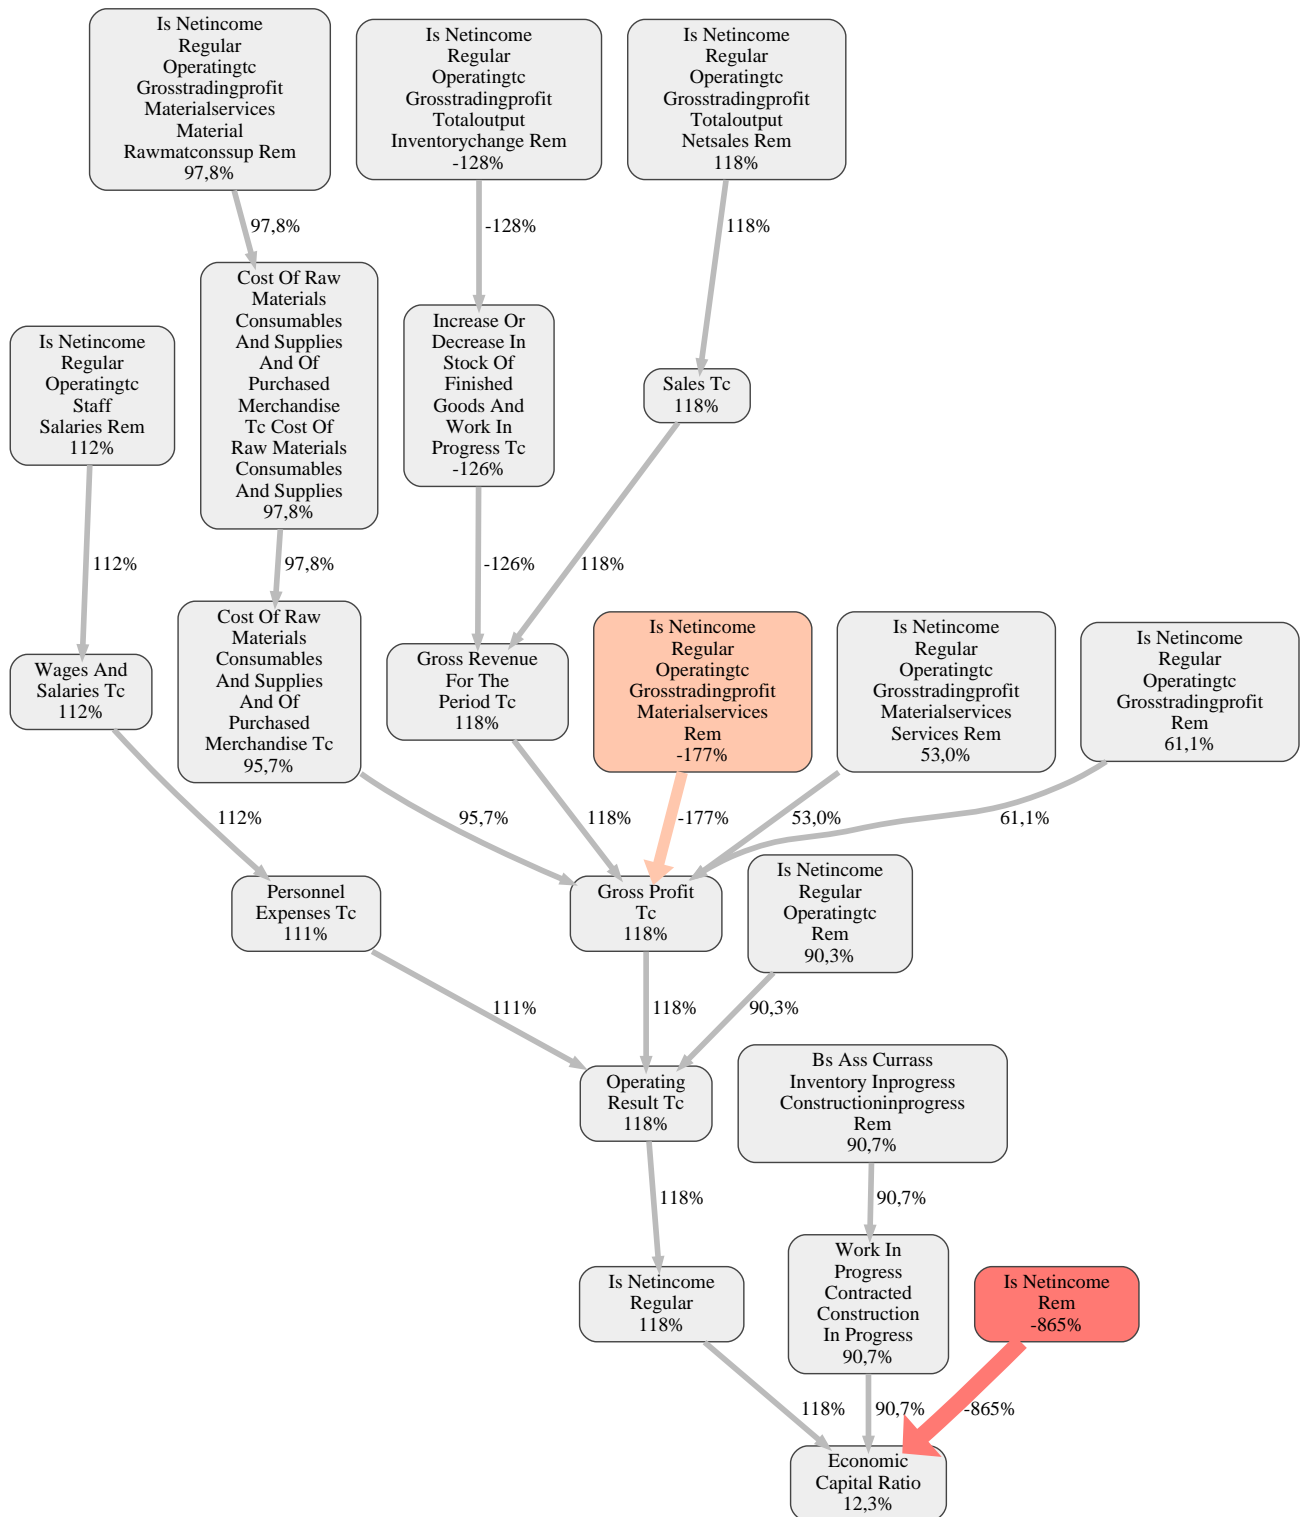 Is Netincome
Regular
Operatingtc
Grosstradingprofit
Materialservices
Material
Rawmatconssup Rem
97,8%
Is Netincome
Regular
Operatingtc
Grosstradingprofit
Totaloutput
Inventorychange Rem
-128%
Is Netincome
Regular
Operatingtc
Grosstradingprofit
Totaloutput
Netsales Rem
118%
97,8%
-128%
118%
Is Netincome
Regular
Operatingtc
Staff
Salaries Rem
112%
Cost Of Raw
Materials
Consumables
And Supplies
And Of
Purchased
Merchandise
Tc Cost Of
Raw Materials
Consumables
And Supplies
97,8%
Increase Or
Decrease In
Stock Of
Finished
Goods And
Work In
Progress Tc
-126%
Sales Tc
118%
112%
97,8%
-126%
118%
Wages And
Salaries Tc
112%
Cost Of Raw
Materials
Consumables
And Supplies
And Of
Purchased
Merchandise Tc
95,7%
Gross Revenue
For The
Period Tc
118%
Is Netincome
Regular
Operatingtc
Grosstradingprofit
Materialservices
Rem
-177%
Is Netincome
Regular
Operatingtc
Grosstradingprofit
Materialservices
Services Rem
53,0%
Is Netincome
Regular
Operatingtc
Grosstradingprofit
Rem
61,1%
112%
95,7%
118%
-177%
53,0%
61,1%
Personnel
Expenses Tc
111%
Gross Profit
Tc
118%
Is Netincome
Regular
Operatingtc
Rem
90,3%
111%
118%
90,3%
Operating
Result Tc
118%
Bs Ass Currass
Inventory Inprogress
Constructioninprogress
Rem
90,7%
118%
90,7%
Is Netincome
Regular
118%
Work In
Progress
Contracted
Construction
In Progress
90,7%
Is Netincome
Rem
-865%
118%
90,7%
-865%
Economic
Capital Ratio
12,3%